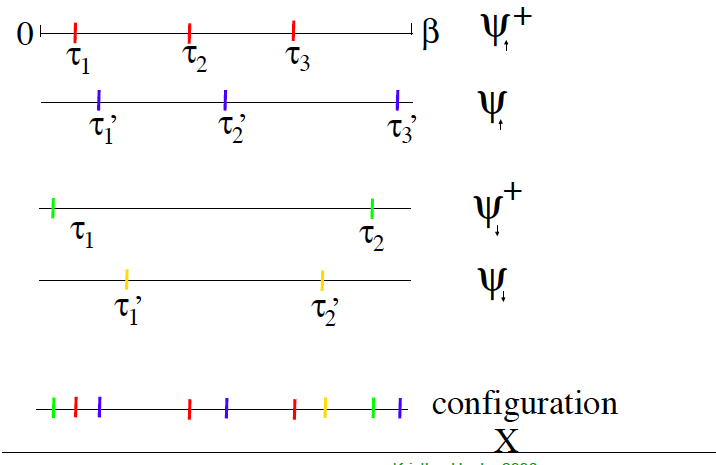 0 β ψ↑⁺
τ₁ τ₂ τ₃
ψ↑
τ₁’ τ₂’ τ₃’
ψ↓⁺
τ₁ τ₂
ψ↓
τ₁’ τ₂’
configuration
X